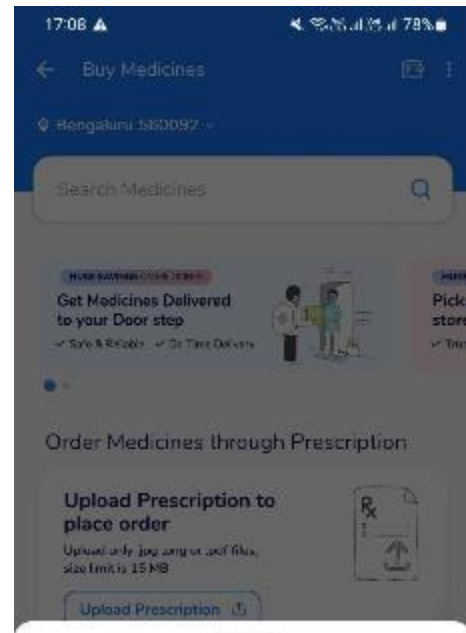 17:08
78%
Buy Medicines
Bengaluru 560092
Search Medicines
Get Medicines Delivered
to your Door step
Safe & Reliable On Time Delivery
Pick
store
Order Medicines through Prescription
Upload Prescription to
place order
Upload only .jpg .png or .pdf files,
size limit is 15 MB
Rx
Upload Prescription